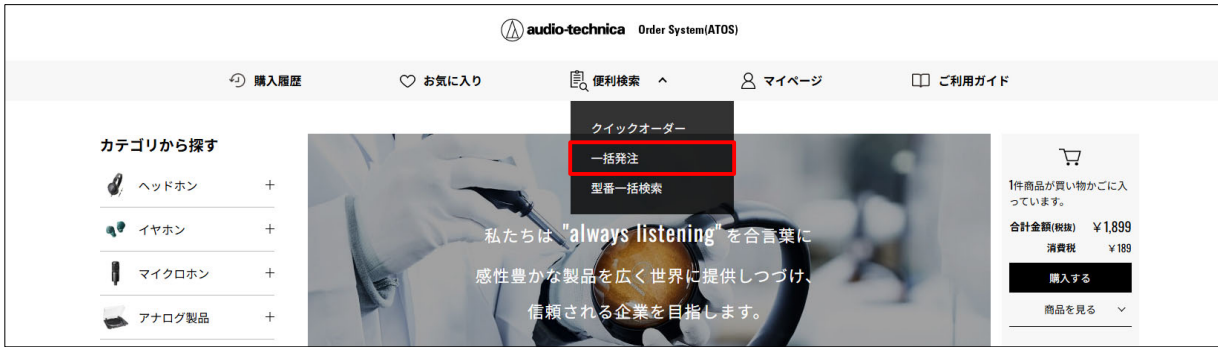 audio-technica Order System(ATOS)
購入履歴 お気に入り 便利検索 マイページ ご利用ガイド
クイックオーダー
一括発注
型番一括検索
カテゴリから探す
ヘッドホン
イヤホン
マイクロホン
アナログ製品
私たちは "always listening"を合言葉に
感性豊かな製品を広く世界に提供しつづけ、
信頼される企業を目指します。
1件商品が買い物かごに入
っています。
合計金額(税抜) ¥1,899
消費税 ¥189
購入する
商品を見る